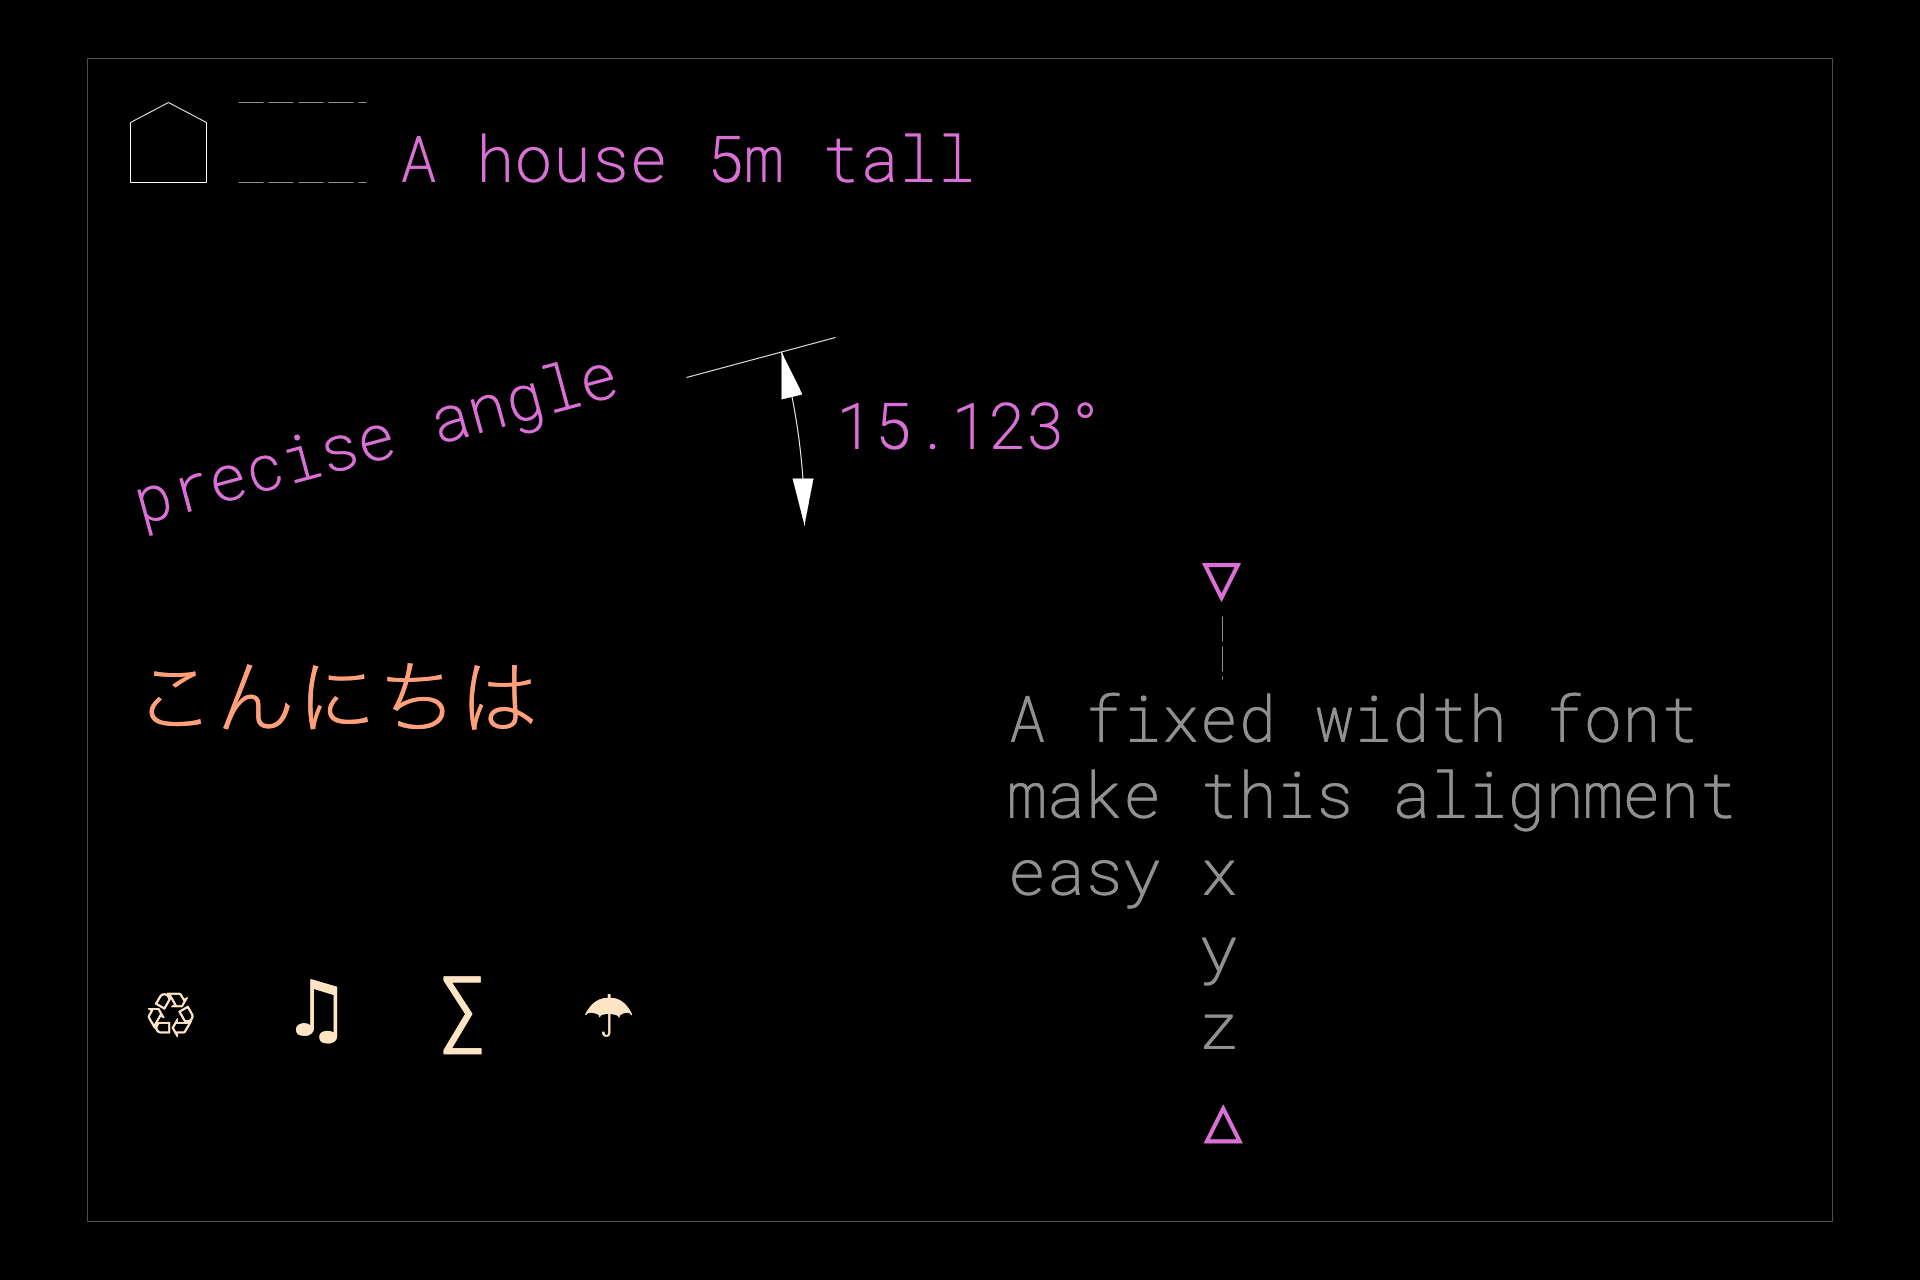 A house 5m tall
precise angle
15.123°
こんにちは
▽
A fixed width font
make this alignment
easy x
y
z
△
♲ ♫ ∑ ☂